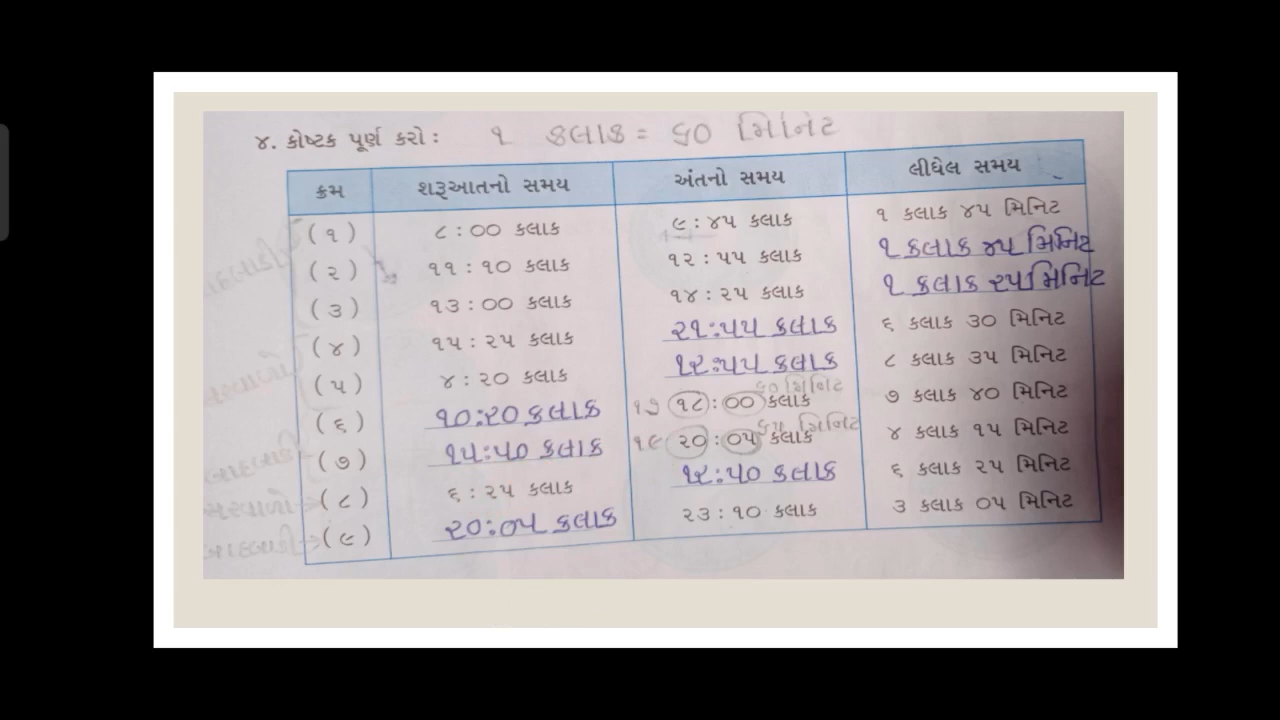 ૪. કોષ્ટક પૂર્ણ કરો : ૧ કલાક = ૬૦ મિનિટ
ક્રમ શરૂઆતનો સમય અંતનો સમય લીધેલ સમય
(૧) ૮ : ૦૦ કલાક ૯ : ૪૫ કલાક ૧ કલાક ૪૫ મિનિટ
(૨) ૧૧ : ૧૦ કલાક ૧૨ : ૫૫ કલાક ૧ કલાક ૪૫ મિનિટ
(૩) ૧૩ : ૦૦ કલાક ૧૪ : ૨૫ કલાક ૧ કલાક ૨૫ મિનિટ
(૪) ૧૫ : ૨૫ કલાક ૨૧:૫૫ કલાક ૬ કલાક ૩૦ મિનિટ
(૫) ૪ : ૨૦ કલાક ૧૨:૫૫ કલાક ૮ કલાક ૩૫ મિનિટ
૬૦ મિનિટ
(૬) ૧૦:૨૦ કલાક ૧૭ ૧૮ : ૦૦ કલાક ૭ કલાક ૪૦ મિનિટ
૬૫ મિનિટ
(૭) ૧૫:૫૦ કલાક ૧૯ ૨૦ : ૦૫ કલાક ૪ કલાક ૧૫ મિનિટ
સરવાળો (૮) ૬ : ૨૫ કલાક ૧૨:૫૦ કલાક ૬ કલાક ૨૫ મિનિટ
બાદબાકી (૯) ૨૦:૦૫ કલાક ૨૩ : ૧૦ કલાક ૩ કલાક ૦૫ મિનિટ